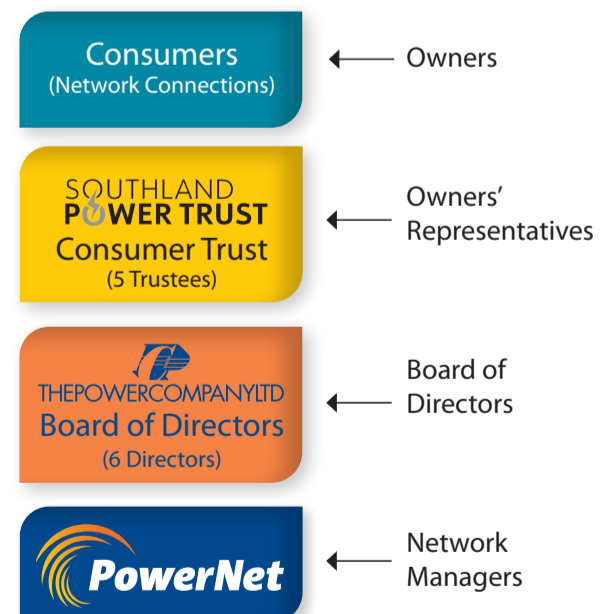 Consumers
(Network Connections)
Owners
SOUTHLAND
POWER TRUST
Consumer Trust
(5 Trustees)
Owners’
Representatives
THEPOWERCOMPANYLTD
Board of Directors
(6 Directors)
Board of
Directors
PowerNet
Network
Managers